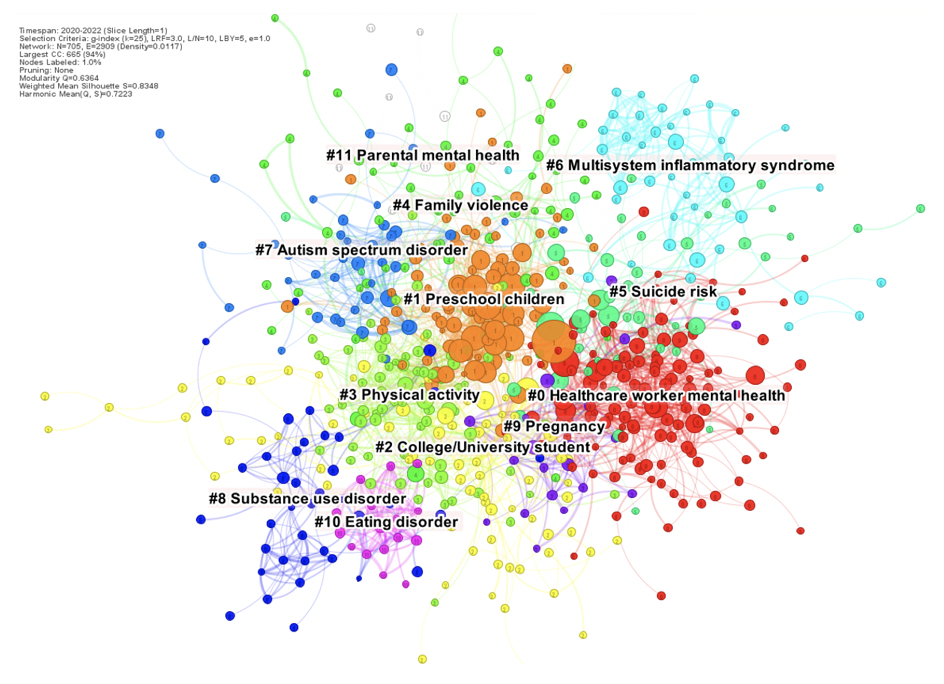 Timespan: 2020-2022 (Slice Length=1)
Selection Criteria: g-index (k=25), LRF=3.0, L/N=10, LBY=5, e=1.0
Network: N=705, E=2909 (Density=0.0117)
Largest CC: 665 (94%)
Nodes Labeled: 1.0%
Pruning: None
Modularity Q=0.6364
Weighted Mean Silhouette S=0.8348
Harmonic Mean(Q, S)=0.7223
#11 Parental mental health
#6 Multisystem inflammatory syndrome
#4 Family violence
#7 Autism spectrum disorder
#5 Suicide risk
#1 Preschool children
#3 Physical activity
#0 Healthcare worker mental health
#9 Pregnancy
#2 College/University student
#8 Substance use disorder
#10 Eating disorder